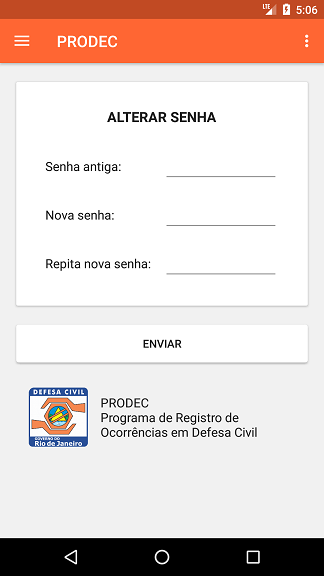 LTE 5:06
PRODEC
ALTERAR SENHA
Senha antiga:
Nova senha:
Repita nova senha:
ENVIAR
DEFESA CIVIL
GOVERNO DO
Rio de Janeiro
PRODEC
Programa de Registro de
Ocorrências em Defesa Civil